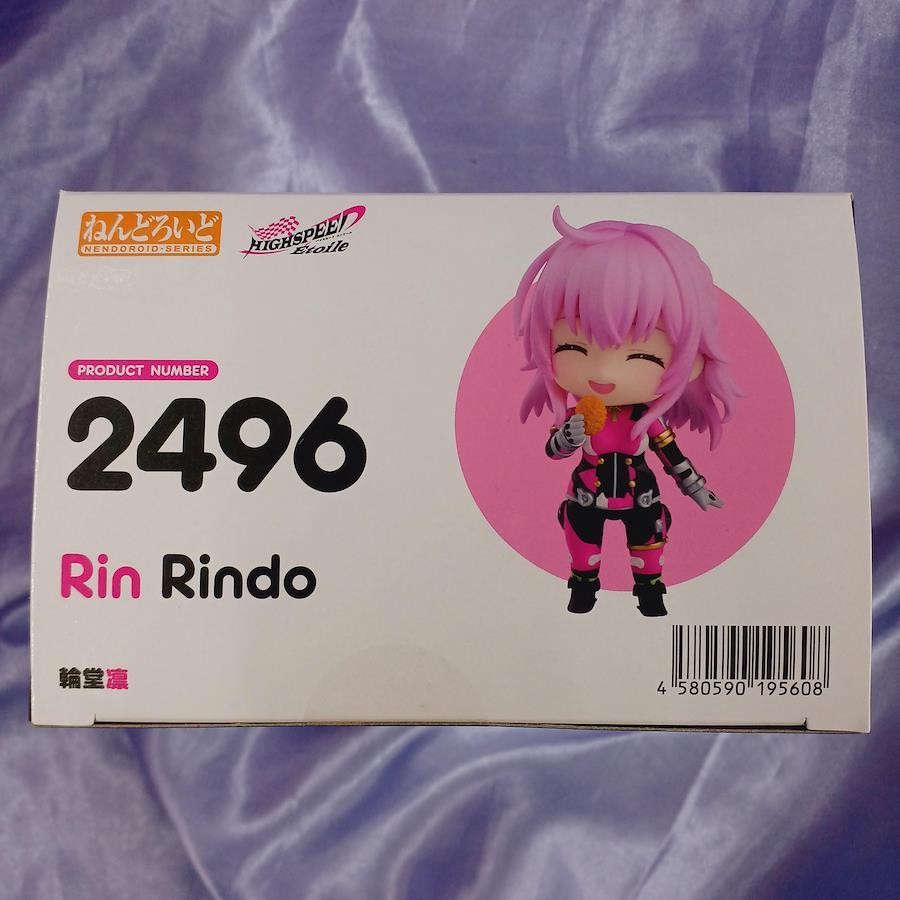 ねんどろいど
NENDOROID-SERIES
HIGHSPEED
Étoile
PRODUCT NUMBER
2496
Rin Rindo
輪堂凛
4 580590 195608